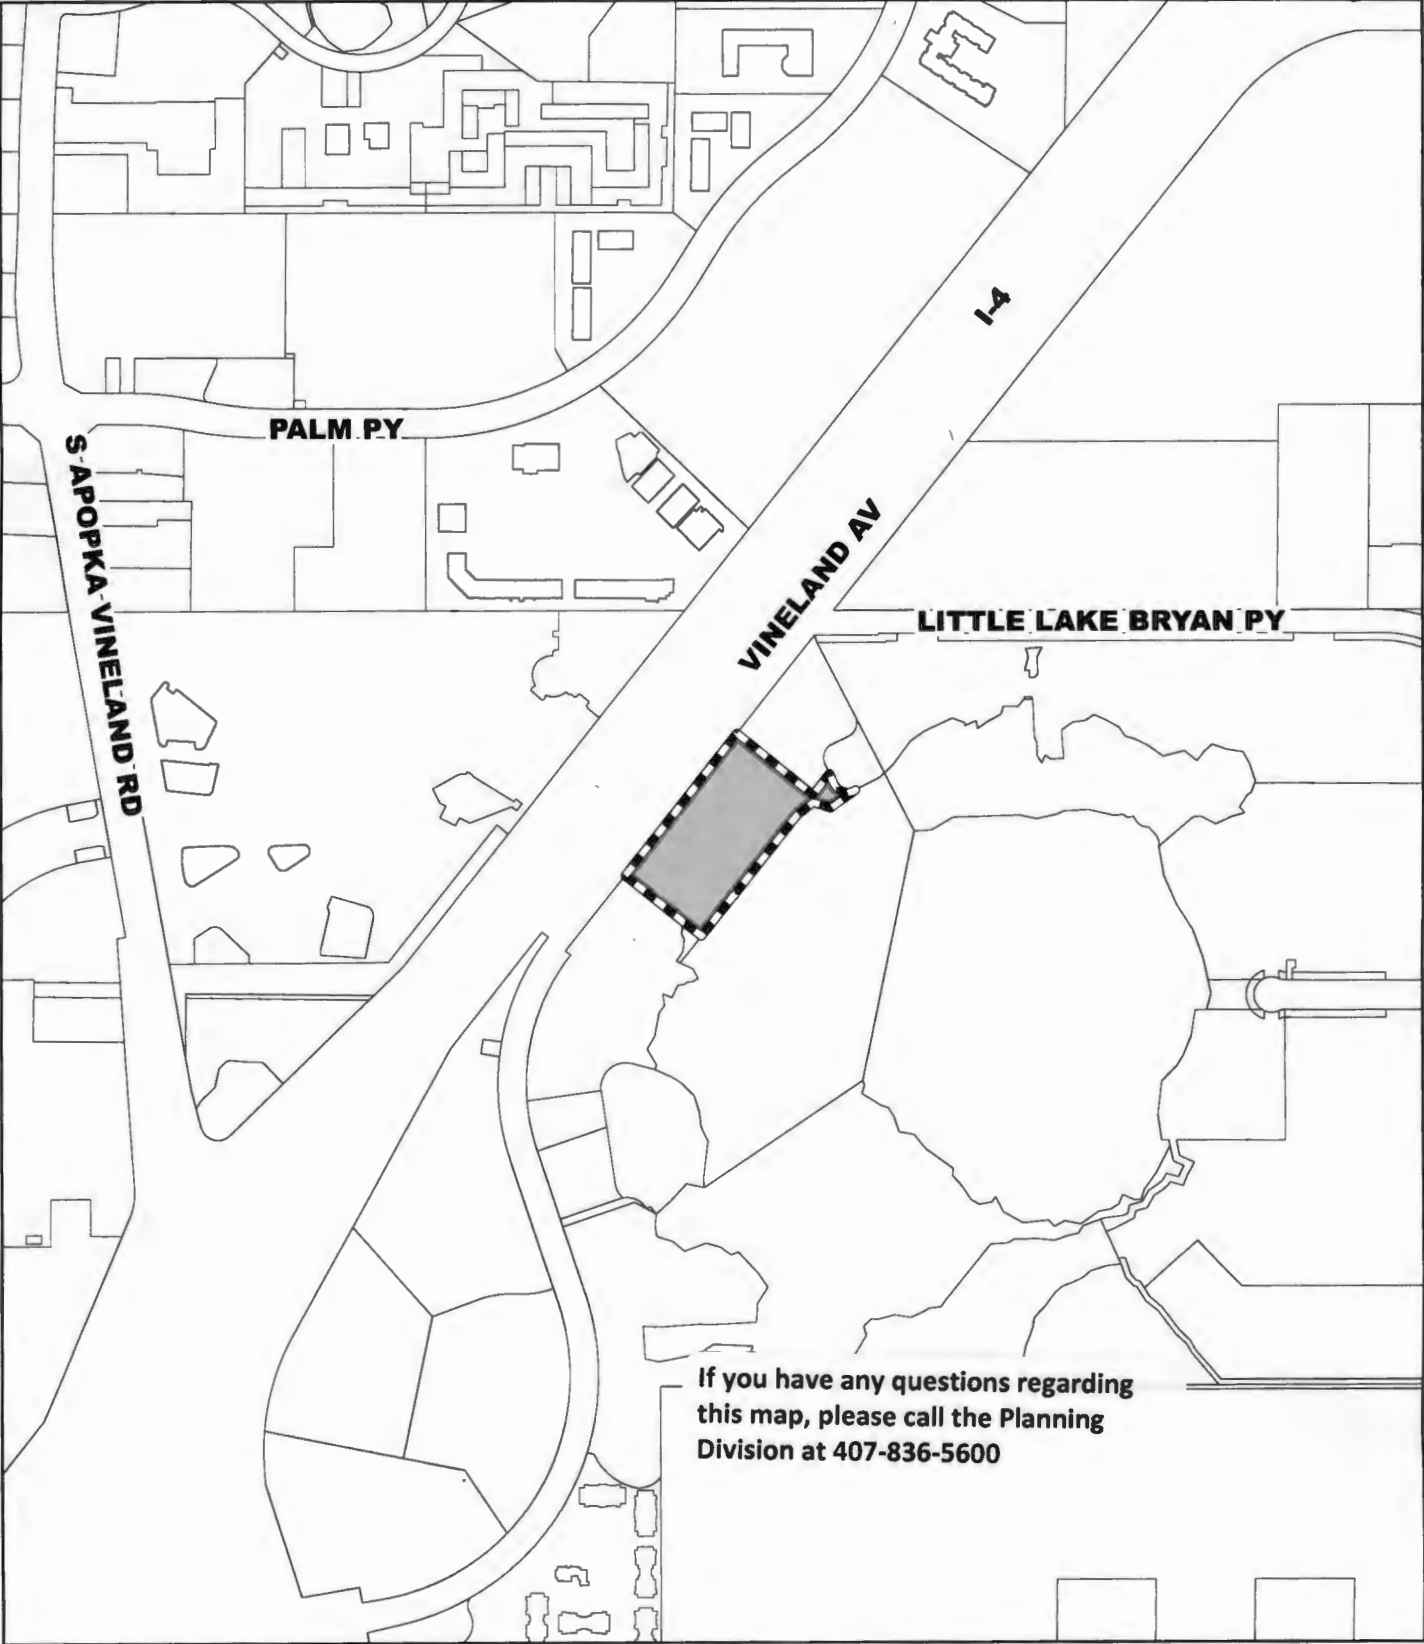 I-4
PALM PY
S APOPKA VINELAND RD
VINELAND AV
LITTLE LAKE BRYAN PY
If you have any questions regarding
this map, please call the Planning
Division at 407-836-5600